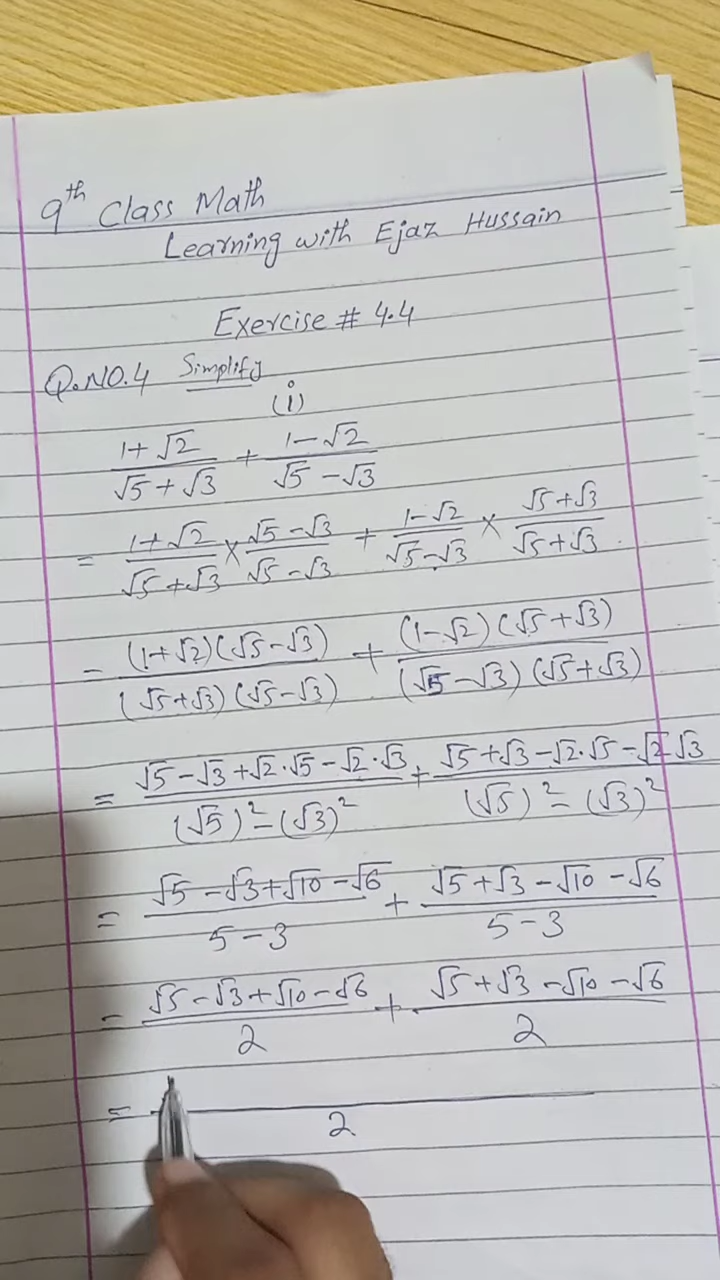 9th Class Math
Learning with Ejaz Hussain
Exercise # 4.4
Q.NO.4 Simplify
(i)
(1+√2)/(√5+√3) + (1-√2)/(√5-√3)
= (1+√2)/(√5+√3) × (√5-√3)/(√5-√3) + (1-√2)/(√5-√3) × (√5+√3)/(√5+√3)
= (1+√2)(√5-√3)/(√5+√3)(√5-√3) + (1-√2)(√5+√3)/(√5-√3)(√5+√3)
= (√5-√3+√2·√5-√2·√3)/((√5)²-(√3)²) + (√5+√3-√2·√5-√2√3)/((√5)²-(√3)²)
= (√5-√3+√10-√6)/(5-3) + (√5+√3-√10-√6)/(5-3)
= (√5-√3+√10-√6)/2 + (√5+√3-√10-√6)/2
= /2